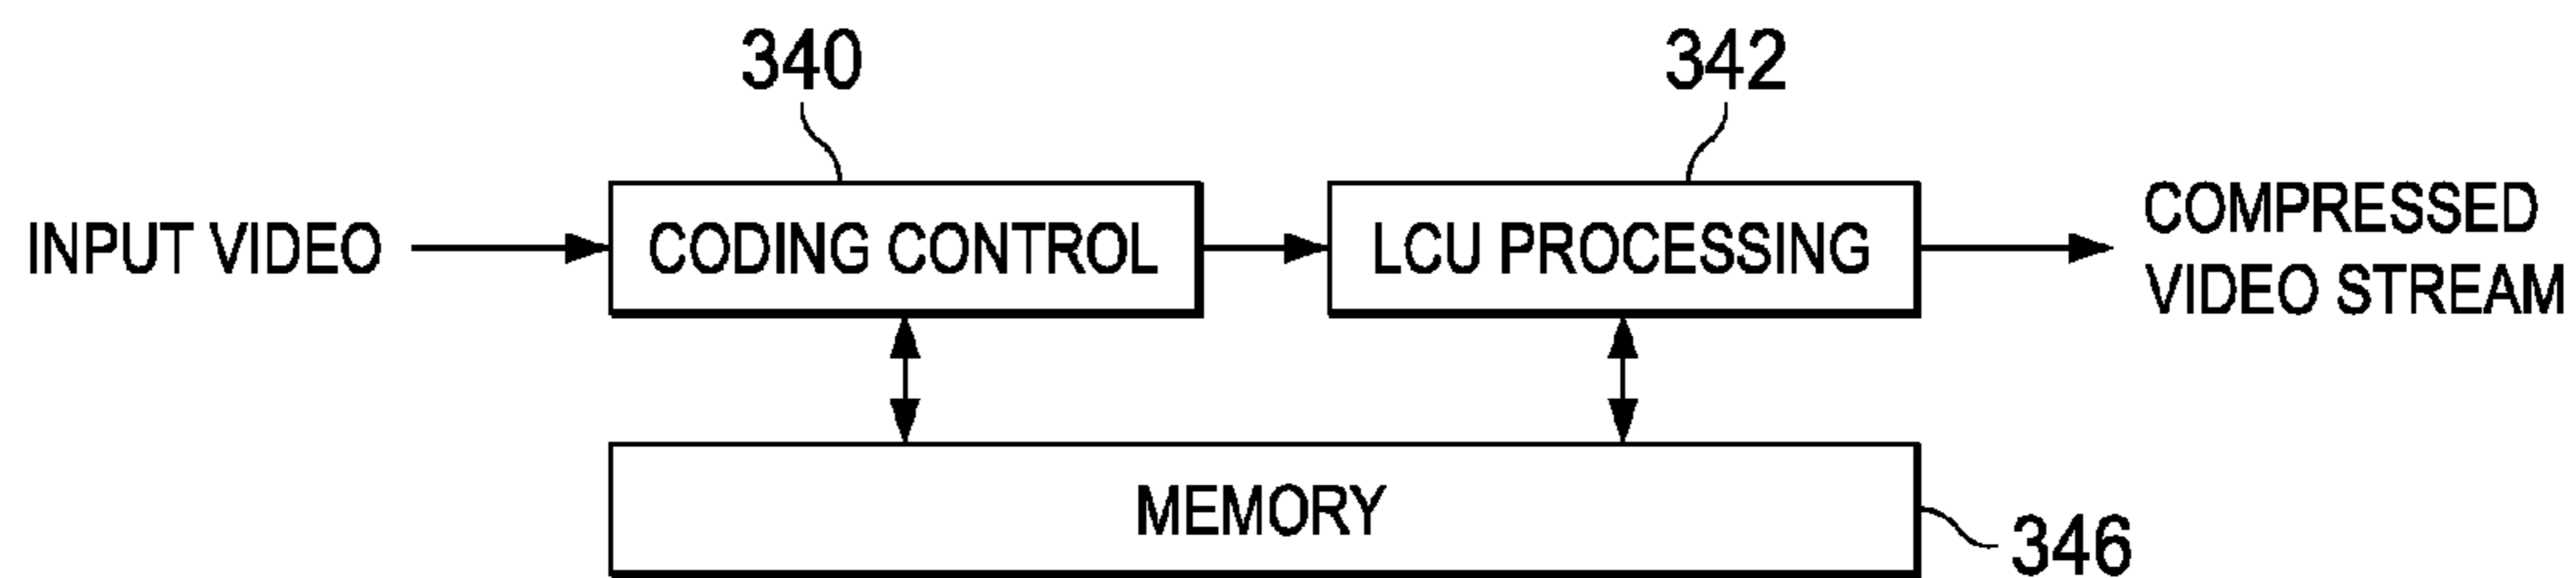 340
342
INPUT VIDEO
CODING CONTROL
LCU PROCESSING
COMPRESSED
VIDEO STREAM
MEMORY
346